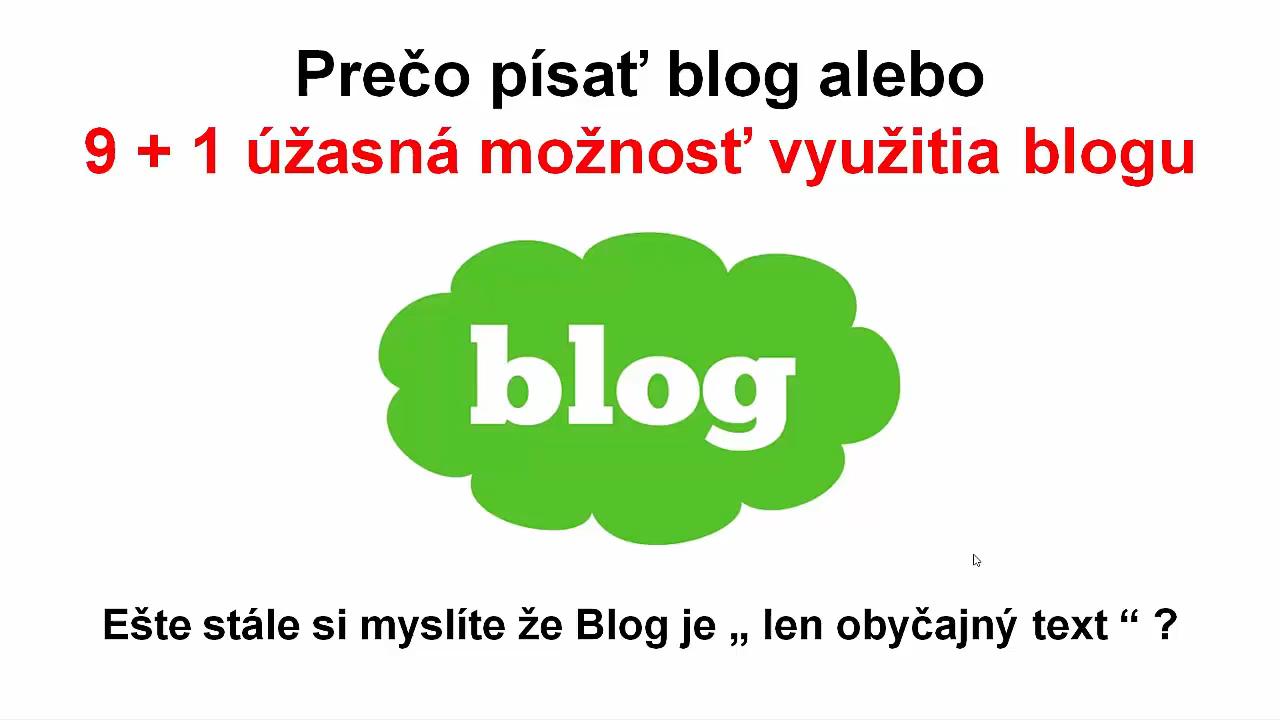 Prečo písať blog alebo
9 + 1 úžasná možnosť využitia blogu
blog
Ešte stále si myslíte že Blog je „ len obyčajný text “ ?